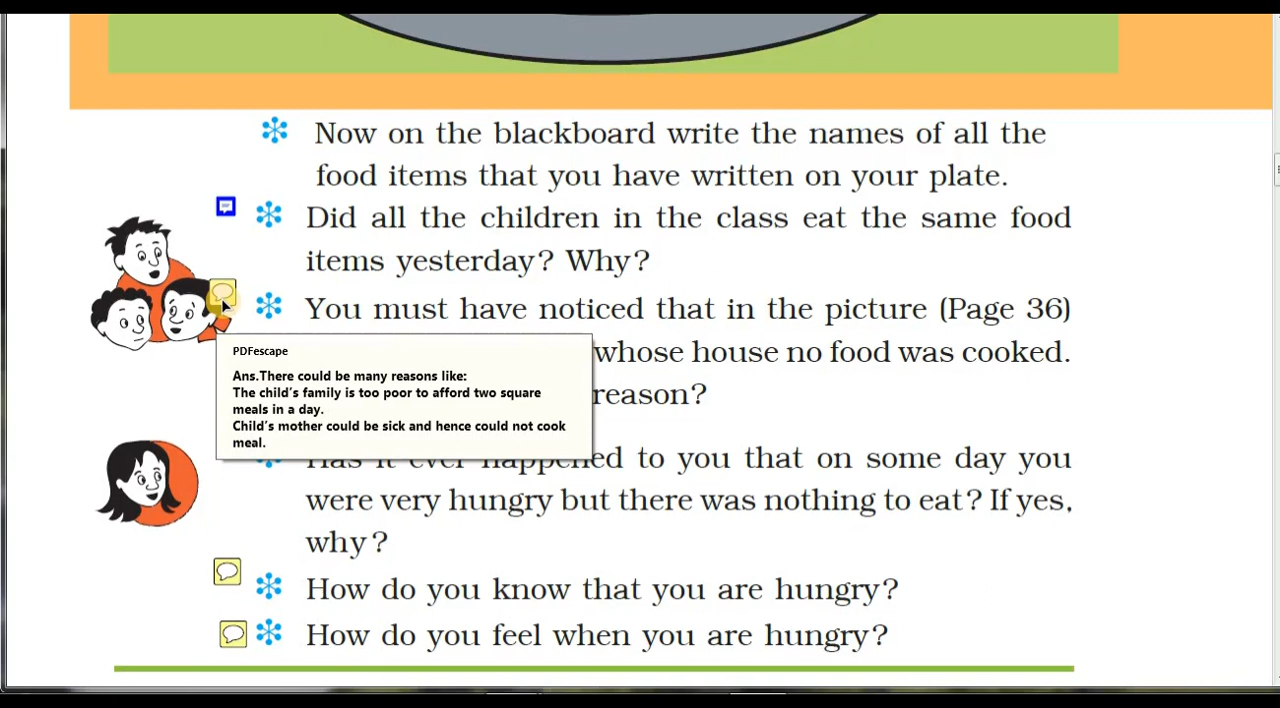 Now on the blackboard write the names of all the
food items that you have written on your plate.
Did all the children in the class eat the same food
items yesterday? Why?
You must have noticed that in the picture (Page 36)
whose house no food was cooked.
reason?
PDFescape
Ans.There could be many reasons like:
The child's family is too poor to afford two square
meals in a day.
Child's mother could be sick and hence could not cook
meal.
Has it ever happened to you that on some day you
were very hungry but there was nothing to eat? If yes,
why?
How do you know that you are hungry?
How do you feel when you are hungry?